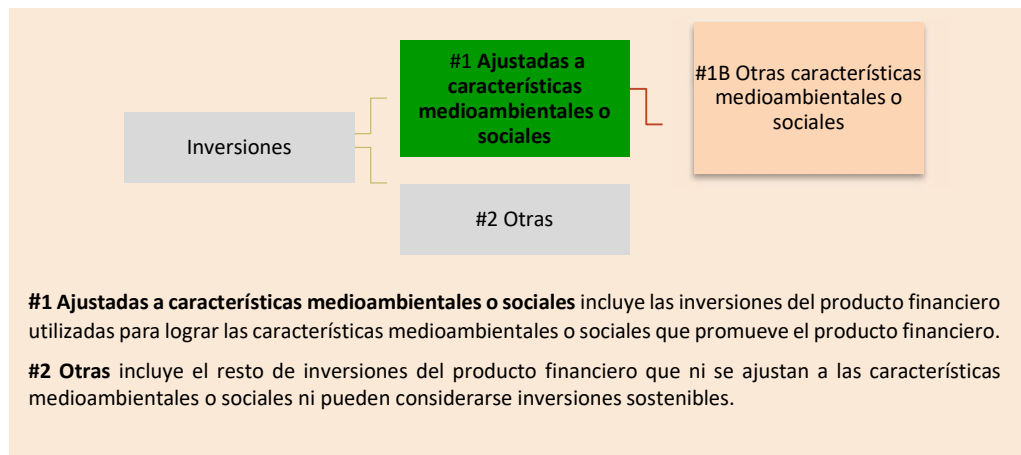 #1 Ajustadas a
características
medioambientales o
sociales
#1B Otras características
medioambientales o
sociales
Inversiones
#2 Otras
#1 Ajustadas a características medioambientales o sociales incluye las inversiones del producto financiero
utilizadas para lograr las características medioambientales o sociales que promueve el producto financiero.
#2 Otras incluye el resto de inversiones del producto financiero que ni se ajustan a las características
medioambientales o sociales ni pueden considerarse inversiones sostenibles.